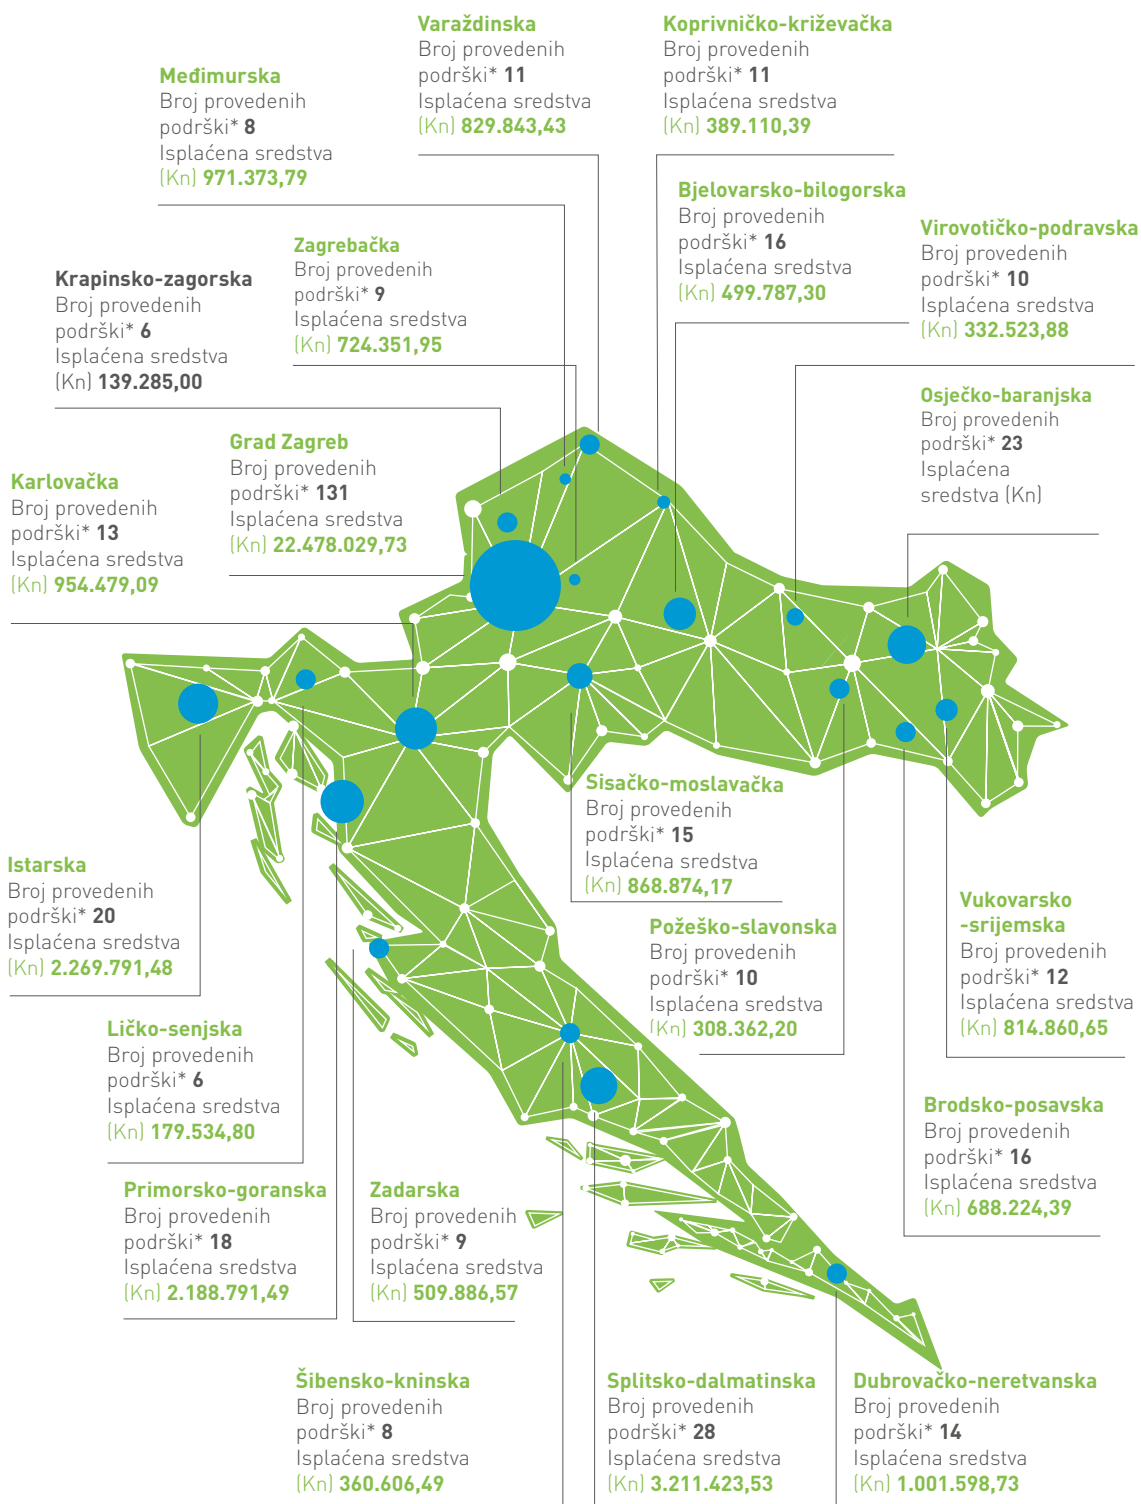 Varaždinska
Broj provedenih
podrški* 11
Isplaćena sredstva
(Kn) 829.843,43
Koprivničko-križevačka
Broj provedenih
podrški* 11
Isplaćena sredstva
(Kn) 389.110,39
Međimurska
Broj provedenih
podrški* 8
Isplaćena sredstva
(Kn) 971.373,79
Bjelovarsko-bilogorska
Broj provedenih
podrški* 16
Isplaćena sredstva
(Kn) 499.787,30
Virovotičko-podravska
Broj provedenih
podrški* 10
Isplaćena sredstva
(Kn) 332.523,88
Zagrebačka
Broj provedenih
podrški* 9
Isplaćena sredstva
(Kn) 724.351,95
Krapinsko-zagorska
Broj provedenih
podrški* 6
Isplaćena sredstva
(Kn) 139.285,00
Osječko-baranjska
Broj provedenih
podrški* 23
Isplaćena
sredstva (Kn)
Grad Zagreb
Broj provedenih
podrški* 131
Isplaćena sredstva
(Kn) 22.478.029,73
Karlovačka
Broj provedenih
podrški* 13
Isplaćena sredstva
(Kn) 954.479,09
Sisačko-moslavačka
Broj provedenih
podrški* 15
Isplaćena sredstva
(Kn) 868.874,17
Istarska
Broj provedenih
podrški* 20
Isplaćena sredstva
(Kn) 2.269.791,48
Požeško-slavonska
Broj provedenih
podrški* 10
Isplaćena sredstva
(Kn) 308.362,20
Vukovarsko
-srijemska
Broj provedenih
podrški* 12
Isplaćena sredstva
(Kn) 814.860,65
Ličko-senjska
Broj provedenih
podrški* 6
Isplaćena sredstva
(Kn) 179.534,80
Brodsko-posavska
Broj provedenih
podrški* 16
Isplaćena sredstva
(Kn) 688.224,39
Primorsko-goranska
Broj provedenih
podrški* 18
Isplaćena sredstva
(Kn) 2.188.791,49
Zadarska
Broj provedenih
podrški* 9
Isplaćena sredstva
(Kn) 509.886,57
Šibensko-kninska
Broj provedenih
podrški* 8
Isplaćena sredstva
(Kn) 360.606,49
Splitsko-dalmatinska
Broj provedenih
podrški* 28
Isplaćena sredstva
(Kn) 3.211.423,53
Dubrovačko-neretvanska
Broj provedenih
podrški* 14
Isplaćena sredstva
(Kn) 1.001.598,73